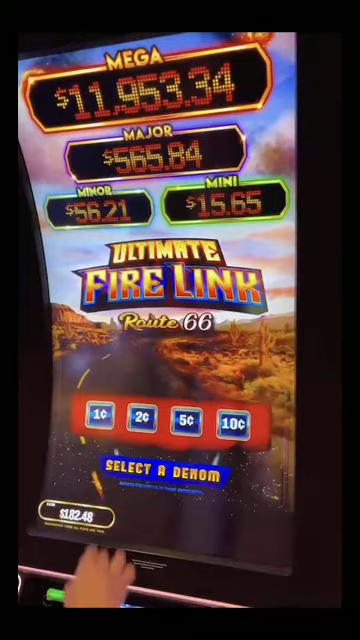 MEGA
$11,953.34
MAJOR
$565.84
MINOR
$56.21
MINI
$15.65
ULTIMATE
FIRE LINK
Route 66
1¢ 2¢ 5¢ 10¢
SELECT A DENOM
$182.48